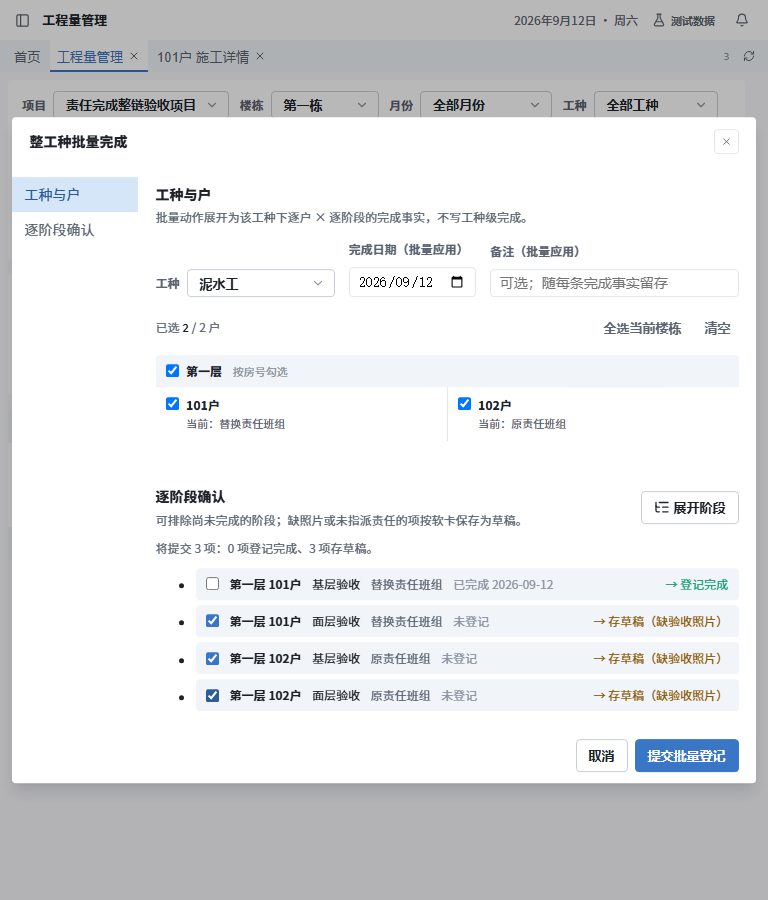 工程量管理
2026年9月12日 · 周六 测试数据
首页 工程量管理 × 101户 施工详情 × 3
项目 责任完成整链验收项目 楼栋 第一栋 月份 全部月份 工种 全部工种
整工种批量完成 ×
工种与户
逐阶段确认
工种与户
批量动作展开为该工种下逐户 × 逐阶段的完成事实，不写工种级完成。
完成日期（批量应用） 备注（批量应用）
工种 泥水工 2026/09/12 可选；随每条完成事实留存
已选 2 / 2 户 全选当前楼栋 清空
第一层 按房号勾选
101户 102户
当前：替换责任班组 当前：原责任班组
逐阶段确认
可排除尚未完成的阶段；缺照片或未指派责任的项按软卡保存为草稿。
展开阶段
将提交 3 项：0 项登记完成、3 项存草稿。
• 第一层 101户 基层验收 替换责任班组 已完成 2026-09-12 → 登记完成
• 第一层 101户 面层验收 替换责任班组 未登记 → 存草稿（缺验收照片）
• 第一层 102户 基层验收 原责任班组 未登记 → 存草稿（缺验收照片）
• 第一层 102户 面层验收 原责任班组 未登记 → 存草稿（缺验收照片）
取消 提交批量登记